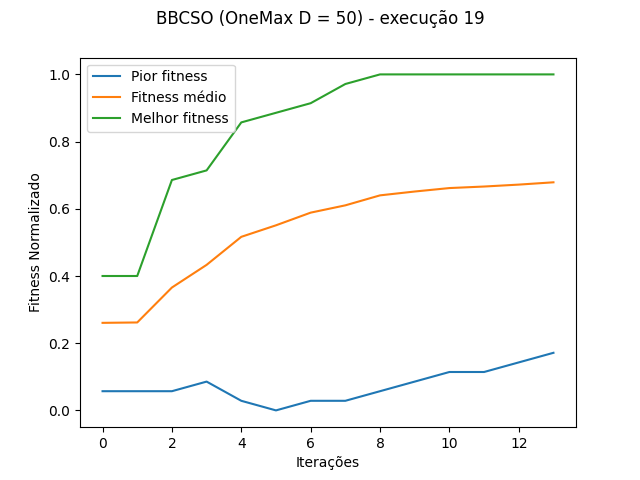 BBCSO (OneMax D = 50) - execução 19
Pior fitness
Fitness médio
Melhor fitness
Fitness Normalizado
1.0
0.8
0.6
0.4
0.2
0.0
0 2 4 6 8 10 12
Iterações